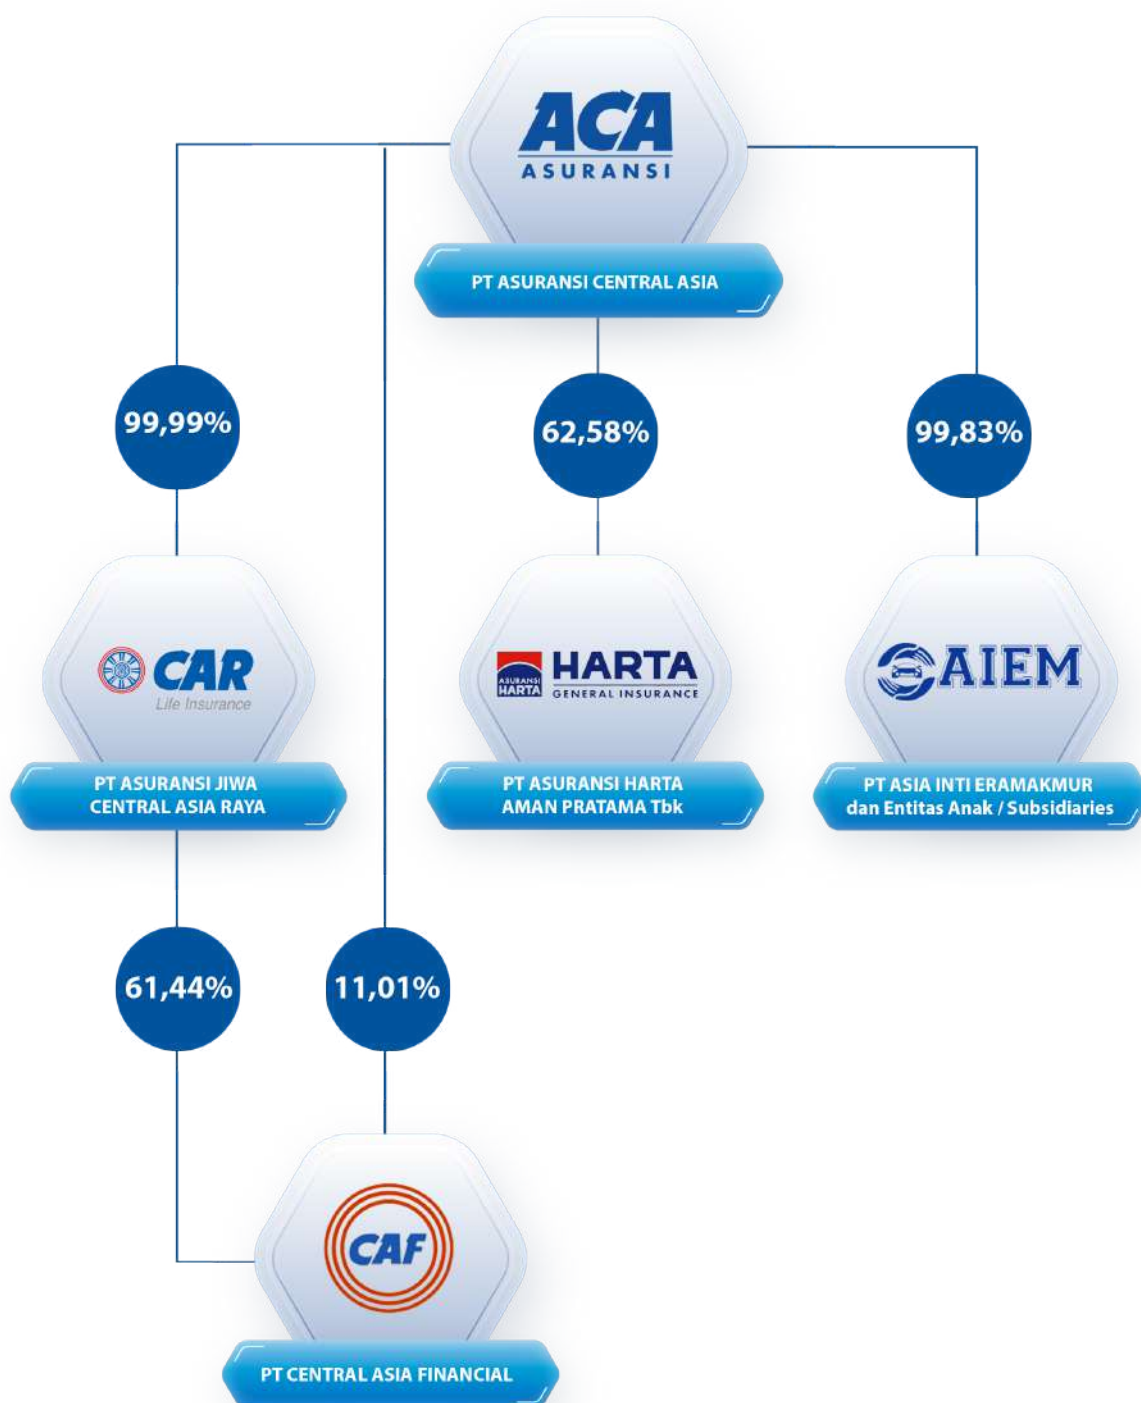 ACA
ASURANSI
PT ASURANSI CENTRAL ASIA
99,99%
62,58%
99,83%
CAR
Life Insurance
ASURANSI
HARTA
HARTA
GENERAL INSURANCE
AIEM
PT ASURANSI JIWA
CENTRAL ASIA RAYA
PT ASURANSI HARTA
AMAN PRATAMA Tbk
PT ASIA INTI ERAMAKMUR
dan Entitas Anak / Subsidiaries
61,44%
11,01%
CAF
PT CENTRAL ASIA FINANCIAL